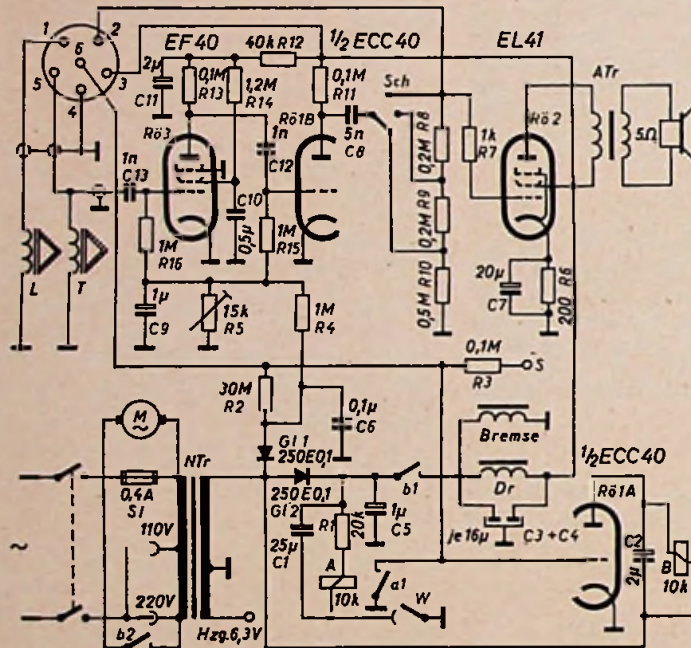 1
2
6
5
3
4
EF40
½ECC40
EL41
40k R12
2μ
C11
0,1M
R13
1,2M
R14
0,1M
R11
Rö3
Rö1B
Sch
ATr
5Ω
1n
C13
1n
C12
5n
C8
0,2M R8
1k
R7
Rö2
C10
0,5μ
0,2M R9
1M
R16
1M
R15
0,5M R10
20μ
C7
R6
200
L
T
1μ
C9
15k
R5
1M
R4
0,1M
R3
-S
30M
R2
0,1μ
C6
M
~
Gl 1
250E0,1
Bremse
½ECC40
NTr
0,4A
Si
250E0,1
Gl 2
b1
Dr
Rö1A
110V
R1
20k
1μ
C5
je16μ
C3+C4
C2
2μ
B
10k
~
25μ
C1
A
10k
a1
W
220V
b2
Hzg.6,3V